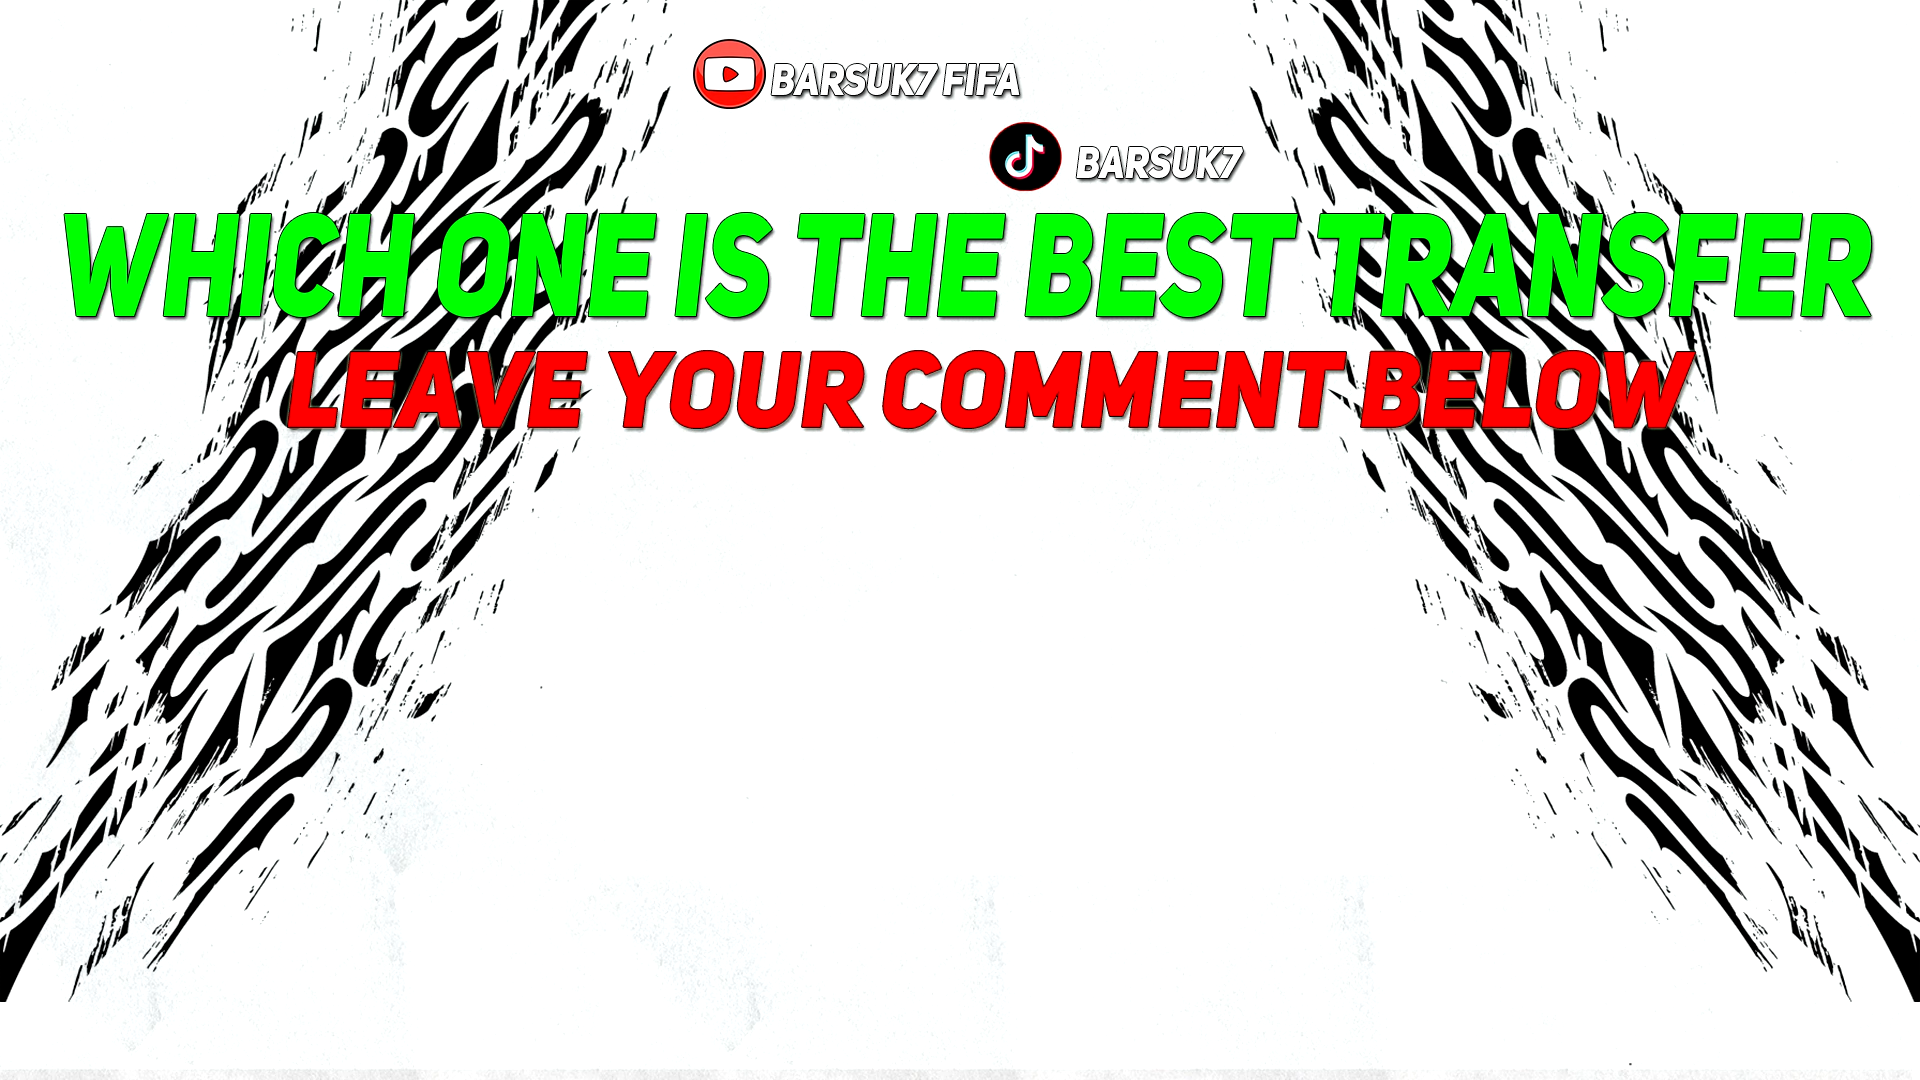 BARSUK7 FIFA
BARSUK7
WHICH ONE IS THE BEST TRANSFER
LEAVE YOUR COMMENT BELOW